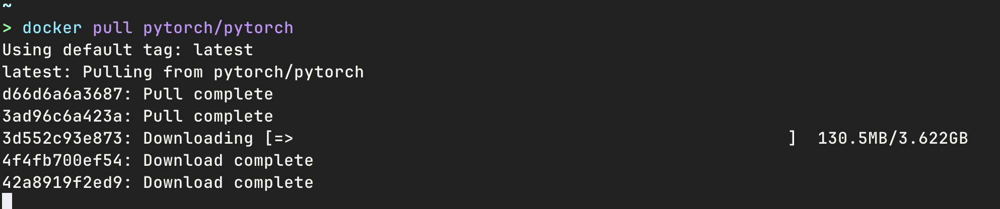 ~
> docker pull pytorch/pytorch
Using default tag: latest
latest: Pulling from pytorch/pytorch
d66d6a6a3687: Pull complete
3ad96c6a423a: Pull complete
3d552c93e873: Downloading [=>                                                 ]  130.5MB/3.622GB
4f4fb700ef54: Download complete
42a8919f2ed9: Download complete